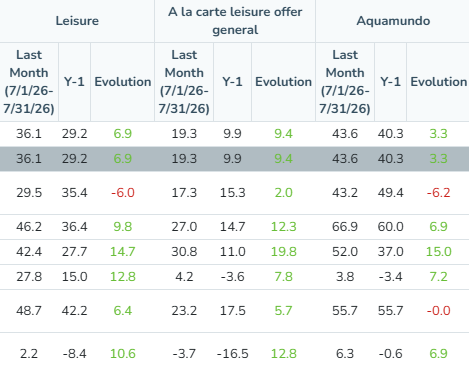 Leisure A la carte leisure offer general Aquamundo
Last Month (7/1/26-7/31/26) Y-1 Evolution Last Month (7/1/26-7/31/26) Y-1 Evolution Last Month (7/1/26-7/31/26) Y-1 Evolution
36.1 29.2 6.9 19.3 9.9 9.4 43.6 40.3 3.3
36.1 29.2 6.9 19.3 9.9 9.4 43.6 40.3 3.3
29.5 35.4 -6.0 17.3 15.3 2.0 43.2 49.4 -6.2
46.2 36.4 9.8 27.0 14.7 12.3 66.9 60.0 6.9
42.4 27.7 14.7 30.8 11.0 19.8 52.0 37.0 15.0
27.8 15.0 12.8 4.2 -3.6 7.8 3.8 -3.4 7.2
48.7 42.2 6.4 23.2 17.5 5.7 55.7 55.7 -0.0
2.2 -8.4 10.6 -3.7 -16.5 12.8 6.3 -0.6 6.9